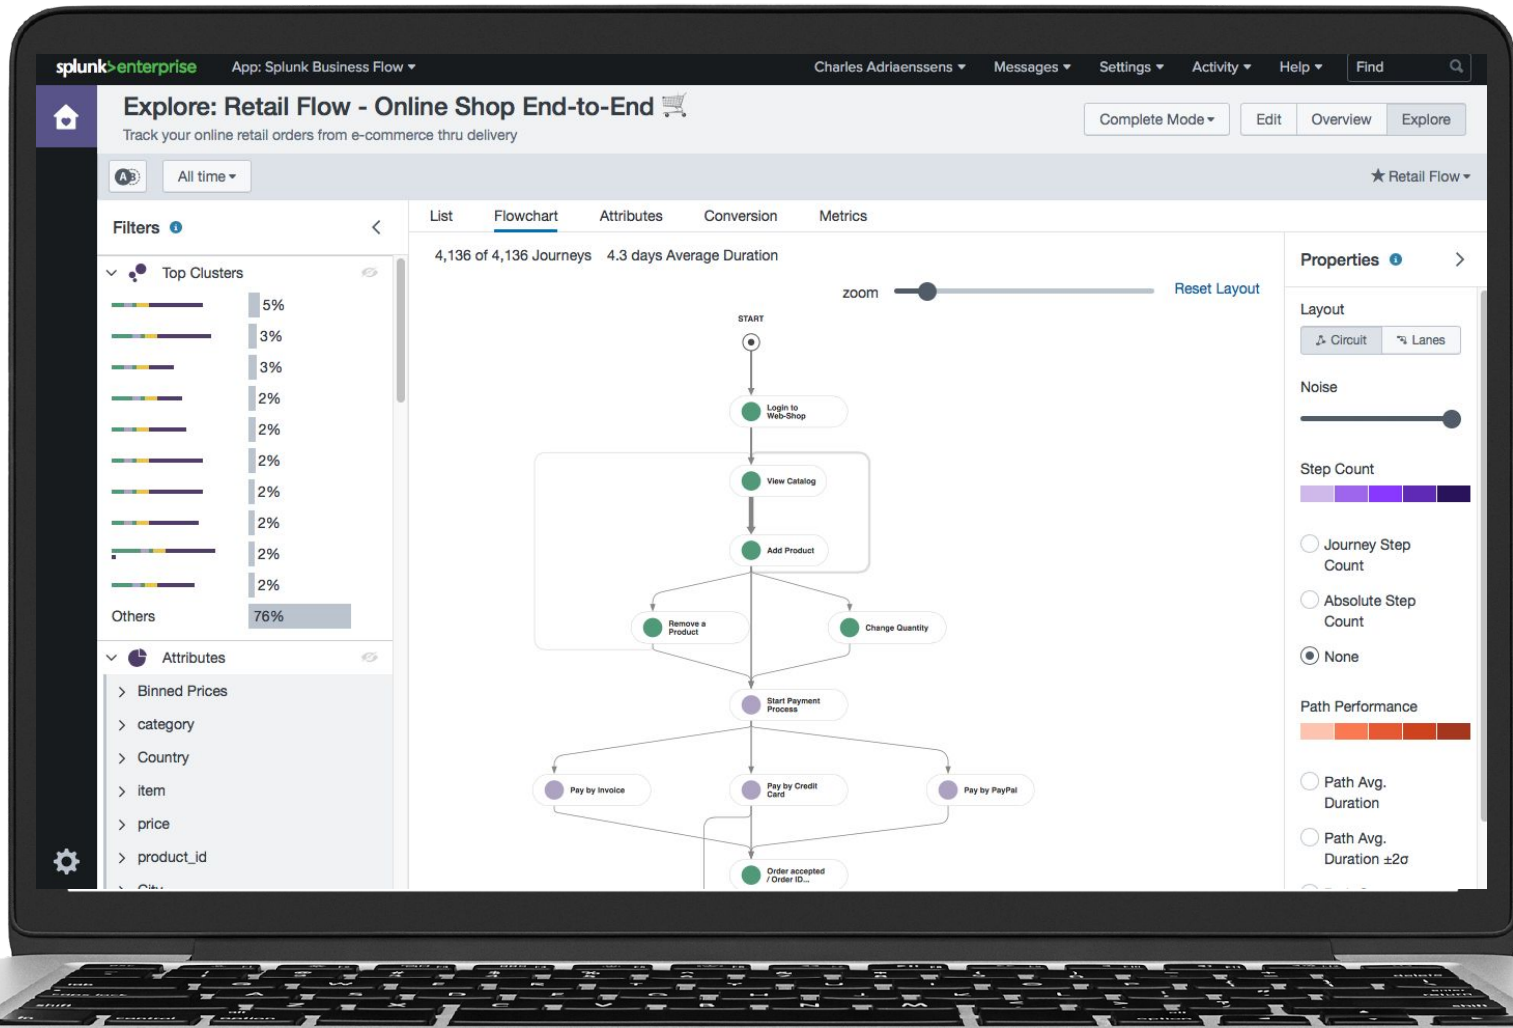 splunk>enterprise
App: Splunk Business Flow
Charles Adriaenssens
Messages
Settings
Activity
Help
Find
Explore: Retail Flow - Online Shop End-to-End
Track your online retail orders from e-commerce thru delivery
Complete Mode
Edit
Overview
Explore
A B
All time
Retail Flow
Filters
Top Clusters
5%
3%
3%
2%
2%
2%
2%
2%
2%
2%
Others
76%
Attributes
Binned Prices
category
Country
item
price
product_id
City
List
Flowchart
Attributes
Conversion
Metrics
4,136 of 4,136 Journeys
4.3 days Average Duration
zoom
Reset Layout
START
Login to
Web-Shop
View Catalog
Add Product
Remove a
Product
Change Quantity
Start Payment
Process
Pay by Invoice
Pay by Credit
Card
Pay by PayPal
Order accepted
/ Order ID...
Properties
Layout
Circuit
Lanes
Noise
Step Count
Journey Step
Count
Absolute Step
Count
None
Path Performance
Path Avg.
Duration
Path Avg.
Duration ±2σ